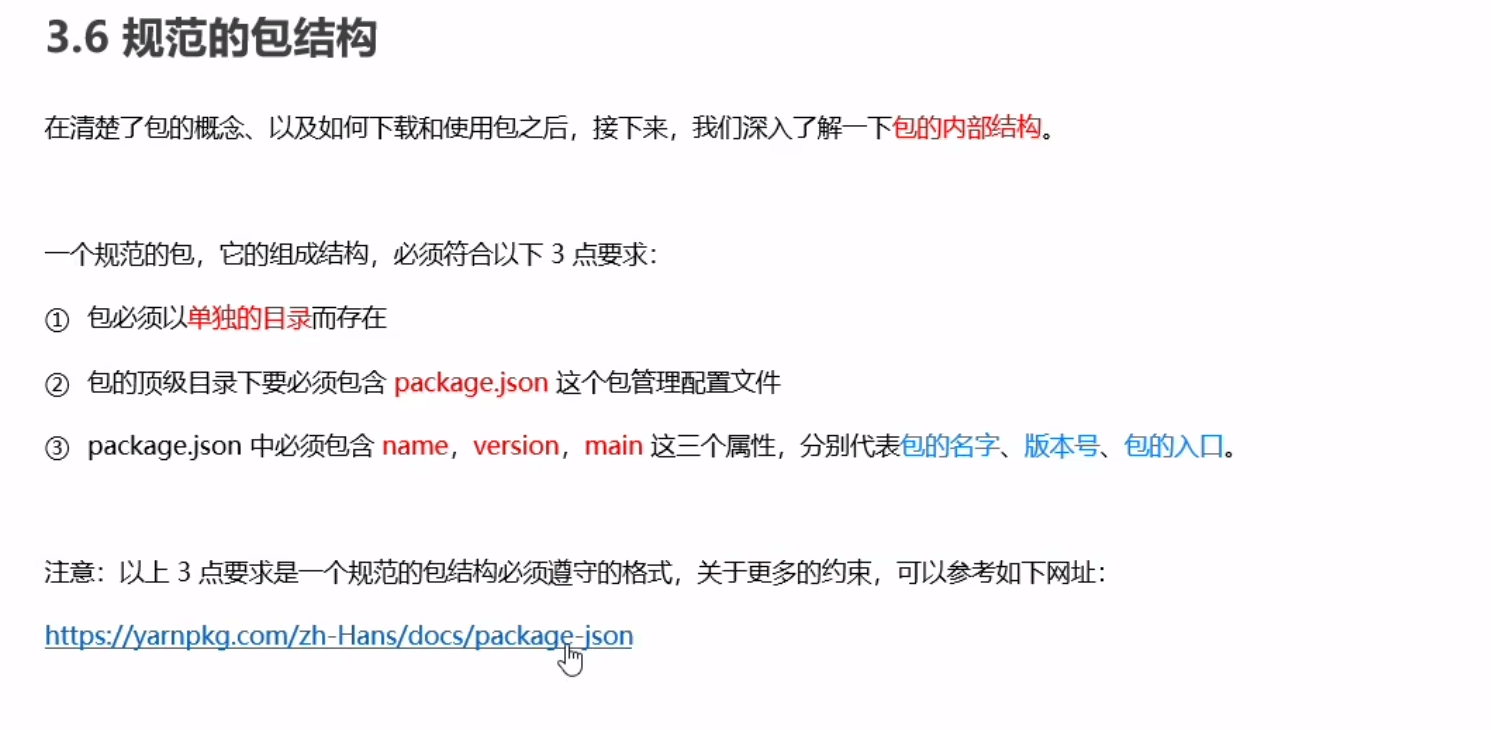 3.6 规范的包结构
在清楚了包的概念、以及如何下载和使用包之后，接下来，我们深入了解一下包的内部结构。
一个规范的包，它的组成结构，必须符合以下 3 点要求：
① 包必须以单独的目录而存在
② 包的顶级目录下要必须包含 package.json 这个包管理配置文件
③ package.json 中必须包含 name，version，main 这三个属性，分别代表包的名字、版本号、包的入口。
注意：以上 3 点要求是一个规范的包结构必须遵守的格式，关于更多的约束，可以参考如下网址：
https://yarnpkg.com/zh-Hans/docs/package-json